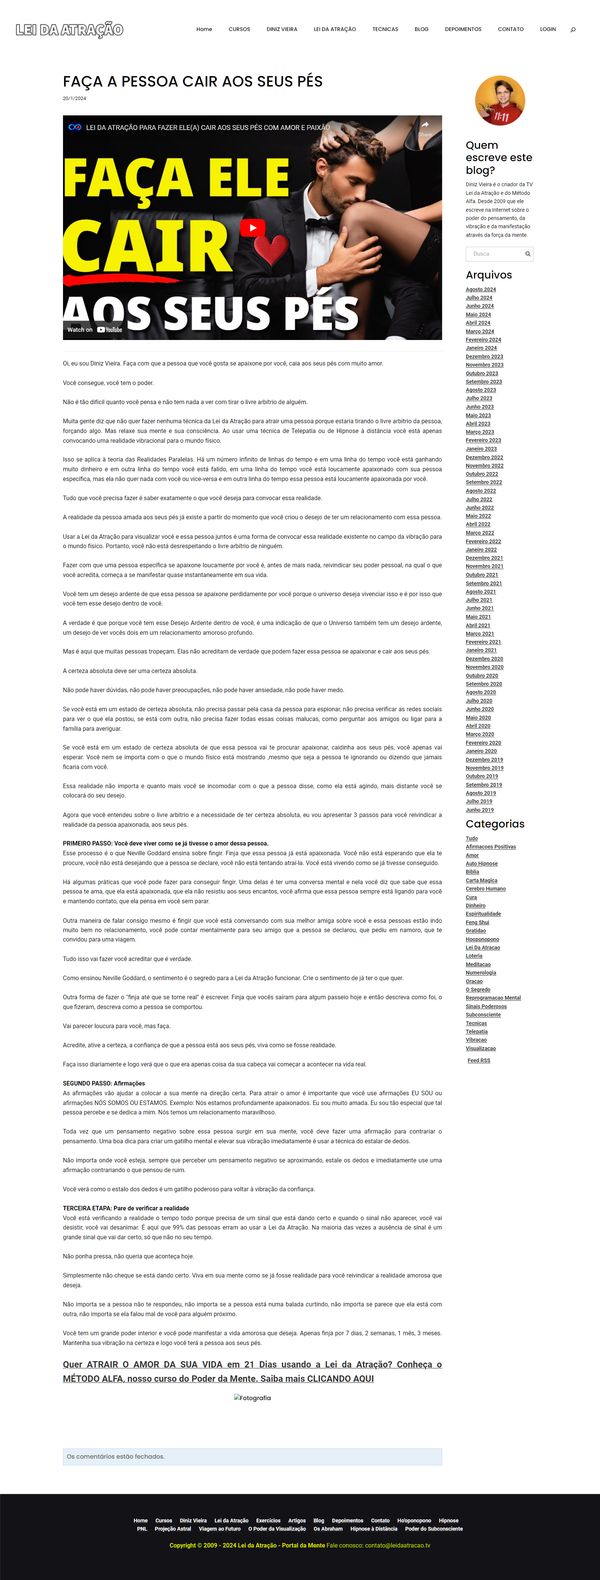 LEI DA ATRAÇÃO
Home CURSOS DINIZ VIEIRA LEI DA ATRAÇÃO TECNICAS BLOG DEPOIMENTOS CONTATO LOGIN
FAÇA A PESSOA CAIR AOS SEUS PÉS
20/1/2024
LEI DA ATRAÇÃO PARA FAZER ELE(A) CAIR AOS SEUS PÉS COM AMOR E PAIXÃO
Share
FAÇA ELE
CAIR
AOS SEUS PÉS
Watch on YouTube
Oi, eu sou Diniz Vieira. Faça com que a pessoa que você gosta se apaixone por você, caia aos seus pés com muito amor.
Você consegue, você tem o poder.
Não é tão difícil quanto você pensa e não tem nada a ver com tirar o livre arbítrio de alguém.
Muita gente diz que não quer fazer nenhuma técnica da Lei da Atração para atrair uma pessoa porque estaria tirando o livre arbítrio da pessoa,
forçando algo. Mas relaxe sua mente e sua consciência. Ao usar uma técnica de Telepatia ou de Hipnose à distância você está apenas
convocando uma realidade vibracional para o mundo físico.
Isso se aplica à teoria das Realidades Paralelas. Há um número infinito de linhas do tempo e em uma linha do tempo você está ganhando
muito dinheiro e em outra linha do tempo você está falido, em uma linha do tempo você está loucamente apaixonado com sua pessoa
específica, mas ela não quer nada com você ou vice-versa e em outra linha do tempo essa pessoa está loucamente apaixonada por você.
Tudo que você precisa fazer é saber exatamente o que você deseja para convocar essa realidade.
A realidade da pessoa amada aos seus pés já existe a partir do momento que você criou o desejo de ter um relacionamento com essa pessoa.
Usar a Lei da Atração para visualizar você e essa pessoa juntos é uma forma de convocar essa realidade existente no campo da vibração para
o mundo físico. Portanto, você não está desrespeitando o livre arbítrio de ninguém.
Fazer com que uma pessoa específica se apaixone loucamente por você é, antes de mais nada, reivindicar seu poder pessoal, na qual o que
você acredita, começa a se manifestar quase instantaneamente em sua vida.
Você tem um desejo ardente de que essa pessoa se apaixone perdidamente por você porque o universo deseja vivenciar isso e é por isso que
você tem esse desejo dentro de você.
A verdade é que porque você tem esse Desejo Ardente dentro de você, é uma indicação de que o Universo também tem um desejo ardente,
um desejo de ver vocês dois em um relacionamento amoroso profundo.
Mas é aqui que muitas pessoas tropeçam. Elas não acreditam de verdade que podem fazer essa pessoa se apaixonar e cair aos seus pés.
A certeza absoluta deve ser uma certeza absoluta.
Não pode haver dúvidas, não pode haver preocupações, não pode haver ansiedade, não pode haver medo.
Se você está em um estado de certeza absoluta, não precisa passar pela casa da pessoa para espionar, não precisa verificar as redes sociais
para ver o que ela postou, se está com outra, não precisa fazer todas essas coisas malucas, como perguntar aos amigos ou ligar para a
família para averiguar.
Se você está em um estado de certeza absoluta de que essa pessoa vai te procurar apaixonar, caidinha aos seus pés, você apenas vai
esperar. Você nem se importa com o que o mundo físico está mostrando ,mesmo que seja a pessoa te ignorando ou dizendo que jamais
ficaria com você.
Essa realidade não importa e quanto mais você se incomodar com o que a pessoa disse, como ela está agindo, mais distante você se
colocará do seu desejo.
Agora que você entendeu sobre o livre arbítrio e a necessidade de ter certeza absoluta, eu vou apresentar 3 passos para você reivindicar a
realidade da pessoa apaixonada, aos seus pés.
PRIMEIRO PASSO: Você deve viver como se já tivesse o amor dessa pessoa.
Esse processo é o que Neville Goddard ensina sobre fingir. Finja que essa pessoa já está apaixonada. Você não está esperando que ela te
procure, você não está desejando que a pessoa se declare, você não está tentando atraí-la. Você está vivendo como se já tivesse conseguido.
Há algumas práticas que você pode fazer para conseguir fingir. Uma delas é ter uma conversa mental e nela você diz que sabe que essa
pessoa te ama, que ela está apaixonada, que ela não resistiu aos seus encantos, você afirma que essa pessoa sempre está ligando para você
e mantendo contato, que ela pensa em você sem parar.
Outra maneira de falar consigo mesmo é fingir que você está conversando com sua melhor amiga sobre você e essa pessoas estão indo
muito bem no relacionamento, você pode contar mentalmente para seu amigo que a pessoa se declarou, que pediu em namoro, que te
convidou para uma viagem.
Tudo isso vai fazer você acreditar que é verdade.
Como ensinou Neville Goddard, o sentimento é o segredo para a Lei da Atração funcionar. Crie o sentimento de já ter o que quer.
Outra forma de fazer o "finja até que se torne real" é escrever. Finja que vocês saíram para algum passeio hoje e então descreva como foi, o
que fizeram, descreva como a pessoa se comportou.
Vai parecer loucura para você, mas faça.
Acredite, ative a certeza, a confiança de que a pessoa está aos seus pés, viva como se fosse realidade.
Faça isso diariamente e logo verá que o que era apenas coisa da sua cabeça vai começar a acontecer na vida real.
SEGUNDO PASSO: Afirmações
As afirmações vão ajudar a colocar a sua mente na direção certa. Para atrair o amor é importante que você use afirmações EU SOU ou
afirmações NÓS SOMOS OU ESTAMOS. Exemplo: Nós estamos profundamente apaixonados. Eu sou muito amada. Eu sou tão especial que tal
pessoa percebe e se dedica a mim. Nós temos um relacionamento maravilhoso.
Toda vez que um pensamento negativo sobre essa pessoa surgir em sua mente, você deve fazer uma afirmação para contrariar o
pensamento. Uma boa dica para criar um gatilho mental e elevar sua vibração imediatamente é usar a técnica do estalar de dedos.
Não importa onde você esteja, sempre que perceber um pensamento negativo se aproximando, estale os dedos e imediatamente use uma
afirmação contrariando o que pensou de ruim.
Você verá como o estalo dos dedos é um gatilho poderoso para voltar à vibração da confiança.
TERCEIRA ETAPA: Pare de verificar a realidade
Você está verificando a realidade o tempo todo porque precisa de um sinal que está dando certo e quando o sinal não aparecer, você vai
desistir, você vai desanimar. É aqui que 99% das pessoas erram ao usar a Lei da Atração. Na maioria das vezes a ausência de sinal é um
grande sinal que vai dar certo, só que não no seu tempo.
Não ponha pressa, não queria que aconteça hoje.
Simplesmente não cheque se está dando certo. Viva em sua mente como se já fosse realidade para você reivindicar a realidade amorosa que
deseja.
Não importa se a pessoa não te respondeu, não importa se a pessoa está numa balada curtindo, não importa se parece que ela está com
outra, não importa se ela falou mal de você para alguém próximo.
Você tem um grande poder interior e você pode manifestar a vida amorosa que deseja. Apenas finja por 7 dias, 2 semanas, 1 mês, 3 meses.
Mantenha sua vibração na certeza e logo você terá a pessoa aos seus pés.
Quer ATRAIR O AMOR DA SUA VIDA em 21 Dias usando a Lei da Atração? Conheça o
MÉTODO ALFA, nosso curso do Poder da Mente. Saiba mais CLICANDO AQUI
Fotografia
Os comentários estão fechados.
11:11
Quem
escreve este
blog?
Diniz Vieira é o criador da TV
Lei da Atração e do Método
Alfa. Desde 2009 que ele
escreve na Internet sobre o
poder do pensamento, da
vibração e da manifestação
através da força da mente.
Busca
Arquivos
Agosto 2024
Julho 2024
Junho 2024
Maio 2024
Abril 2024
Março 2024
Fevereiro 2024
Janeiro 2024
Dezembro 2023
Novembro 2023
Outubro 2023
Setembro 2023
Agosto 2023
Julho 2023
Junho 2023
Maio 2023
Abril 2023
Março 2023
Fevereiro 2023
Janeiro 2023
Dezembro 2022
Novembro 2022
Outubro 2022
Setembro 2022
Agosto 2022
Julho 2022
Junho 2022
Maio 2022
Abril 2022
Março 2022
Fevereiro 2022
Janeiro 2022
Dezembro 2021
Novembro 2021
Outubro 2021
Setembro 2021
Agosto 2021
Julho 2021
Junho 2021
Maio 2021
Abril 2021
Março 2021
Fevereiro 2021
Janeiro 2021
Dezembro 2020
Novembro 2020
Outubro 2020
Setembro 2020
Agosto 2020
Julho 2020
Junho 2020
Maio 2020
Abril 2020
Março 2020
Fevereiro 2020
Janeiro 2020
Dezembro 2019
Novembro 2019
Outubro 2019
Setembro 2019
Agosto 2019
Julho 2019
Junho 2019
Categorias
Tudo
Afirmacoes Positivas
Amor
Auto Hipnose
Biblia
Carta Magica
Cerebro Humano
Cura
Dinheiro
Espiritualidade
Feng Shui
Gratidao
Hooponopono
Lei Da Atracao
Loteria
Meditacao
Numerologia
Oracao
O Segredo
Reprogramacao Mental
Sinais Poderosos
Subconsciente
Tecnicas
Telepatia
Vibracao
Visualizacao
Feed RSS
Home Cursos Diniz Vieira Lei da Atração Exercícios Artigos Blog Depoimentos Contato Ho'oponopono Hipnose
PNL Projeção Astral Viagem ao Futuro O Poder da Visualização Os Abraham Hipnose à Distância Poder do Subconsciente
Copyright © 2009 - 2024 Lei da Atração - Portal da Mente Fale conosco: contato@leidaatracao.tv